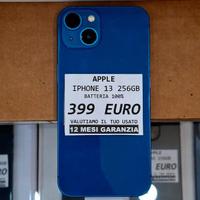 APPLE
IPHONE 13 256GB
BATTERIA 100%
399 EURO
VALUTIAMO IL TUO USATO
12 MESI GARANZIA